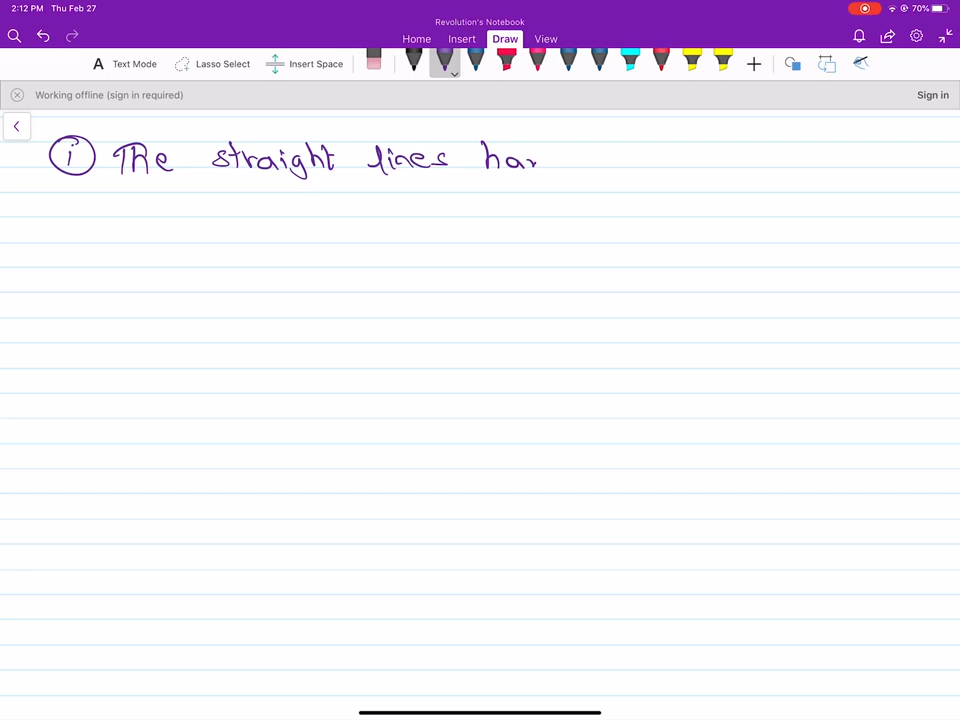 2:12 PM Thu Feb 27
70%
Revolution's Notebook
Home Insert Draw View
A Text Mode Lasso Select Insert Space
Working offline (sign in required) Sign in
i The straight lines har